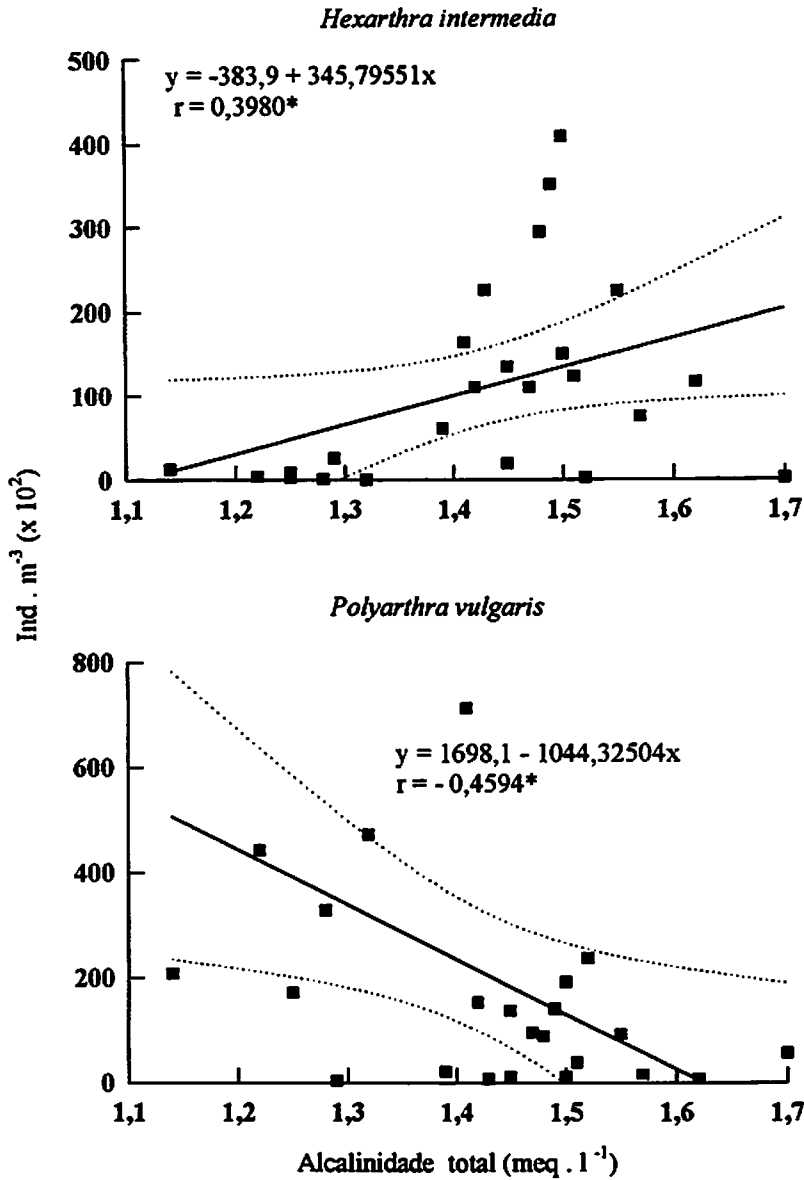 Hexarthra intermedia
y = -383,9 + 345,79551x
r = 0,3980*
500
400
300
200
100
0
1,1 1,2 1,3 1,4 1,5 1,6 1,7
Ind . m⁻³ (x 10²)
Polyarthra vulgaris
y = 1698,1 - 1044,32504x
r = - 0,4594*
800
600
400
200
0
1,1 1,2 1,3 1,4 1,5 1,6 1,7
Alcalinidade total (meq . l⁻¹)